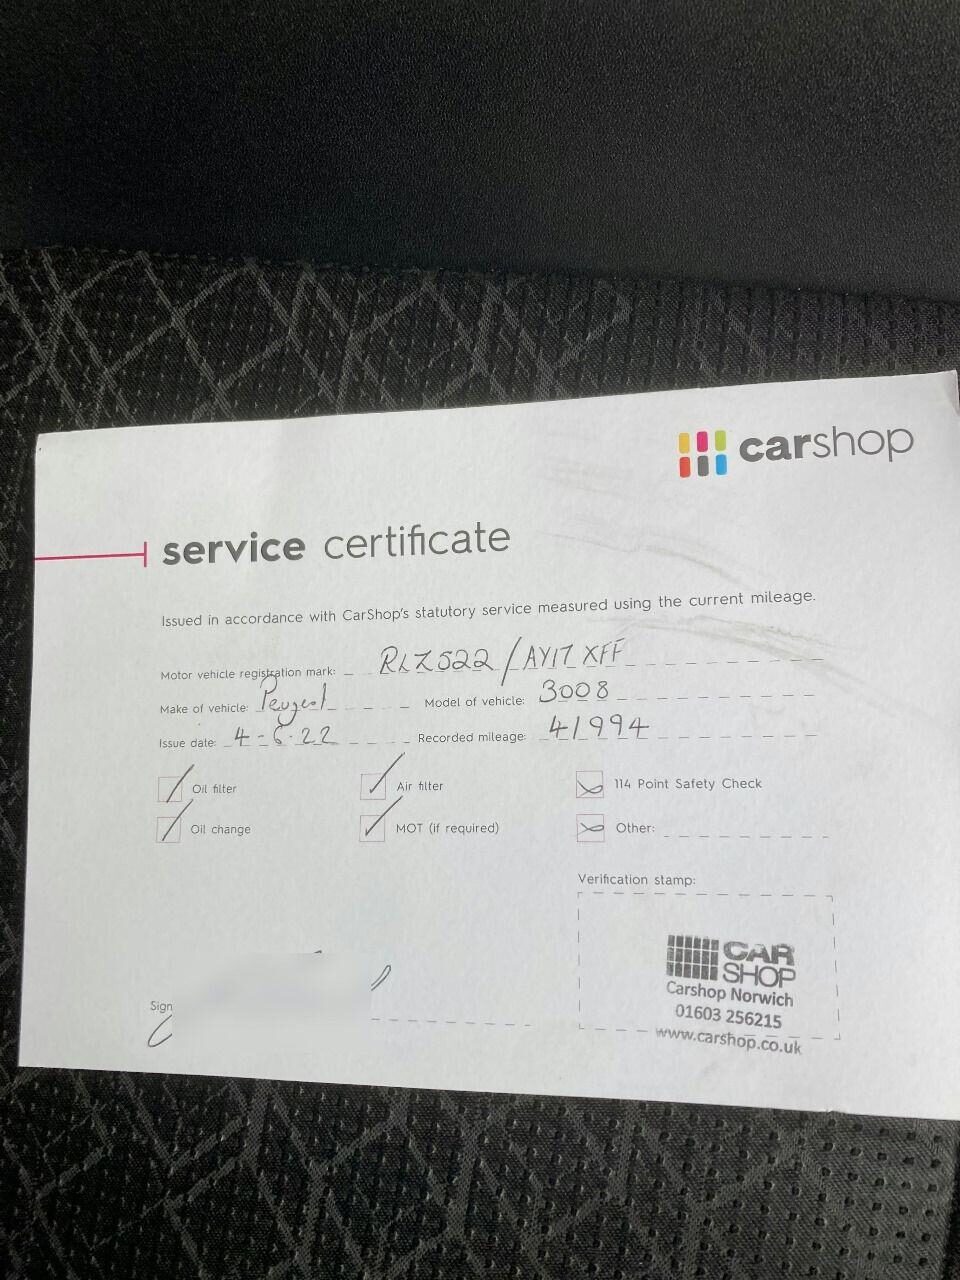 carshop
service certificate
Issued in accordance with CarShop's statutory service measured using the current mileage.
Motor vehicle registration mark: RLZ522 / AY17 XFF
Make of vehicle: Peugeot Model of vehicle: 3008
Issue date: 4-6-22 Recorded mileage: 41994
Oil filter Air filter 114 Point Safety Check
Oil change MOT (if required) Other:
Verification stamp:
CAR
SHOP
Carshop Norwich
01603 256215
www.carshop.co.uk
Sign